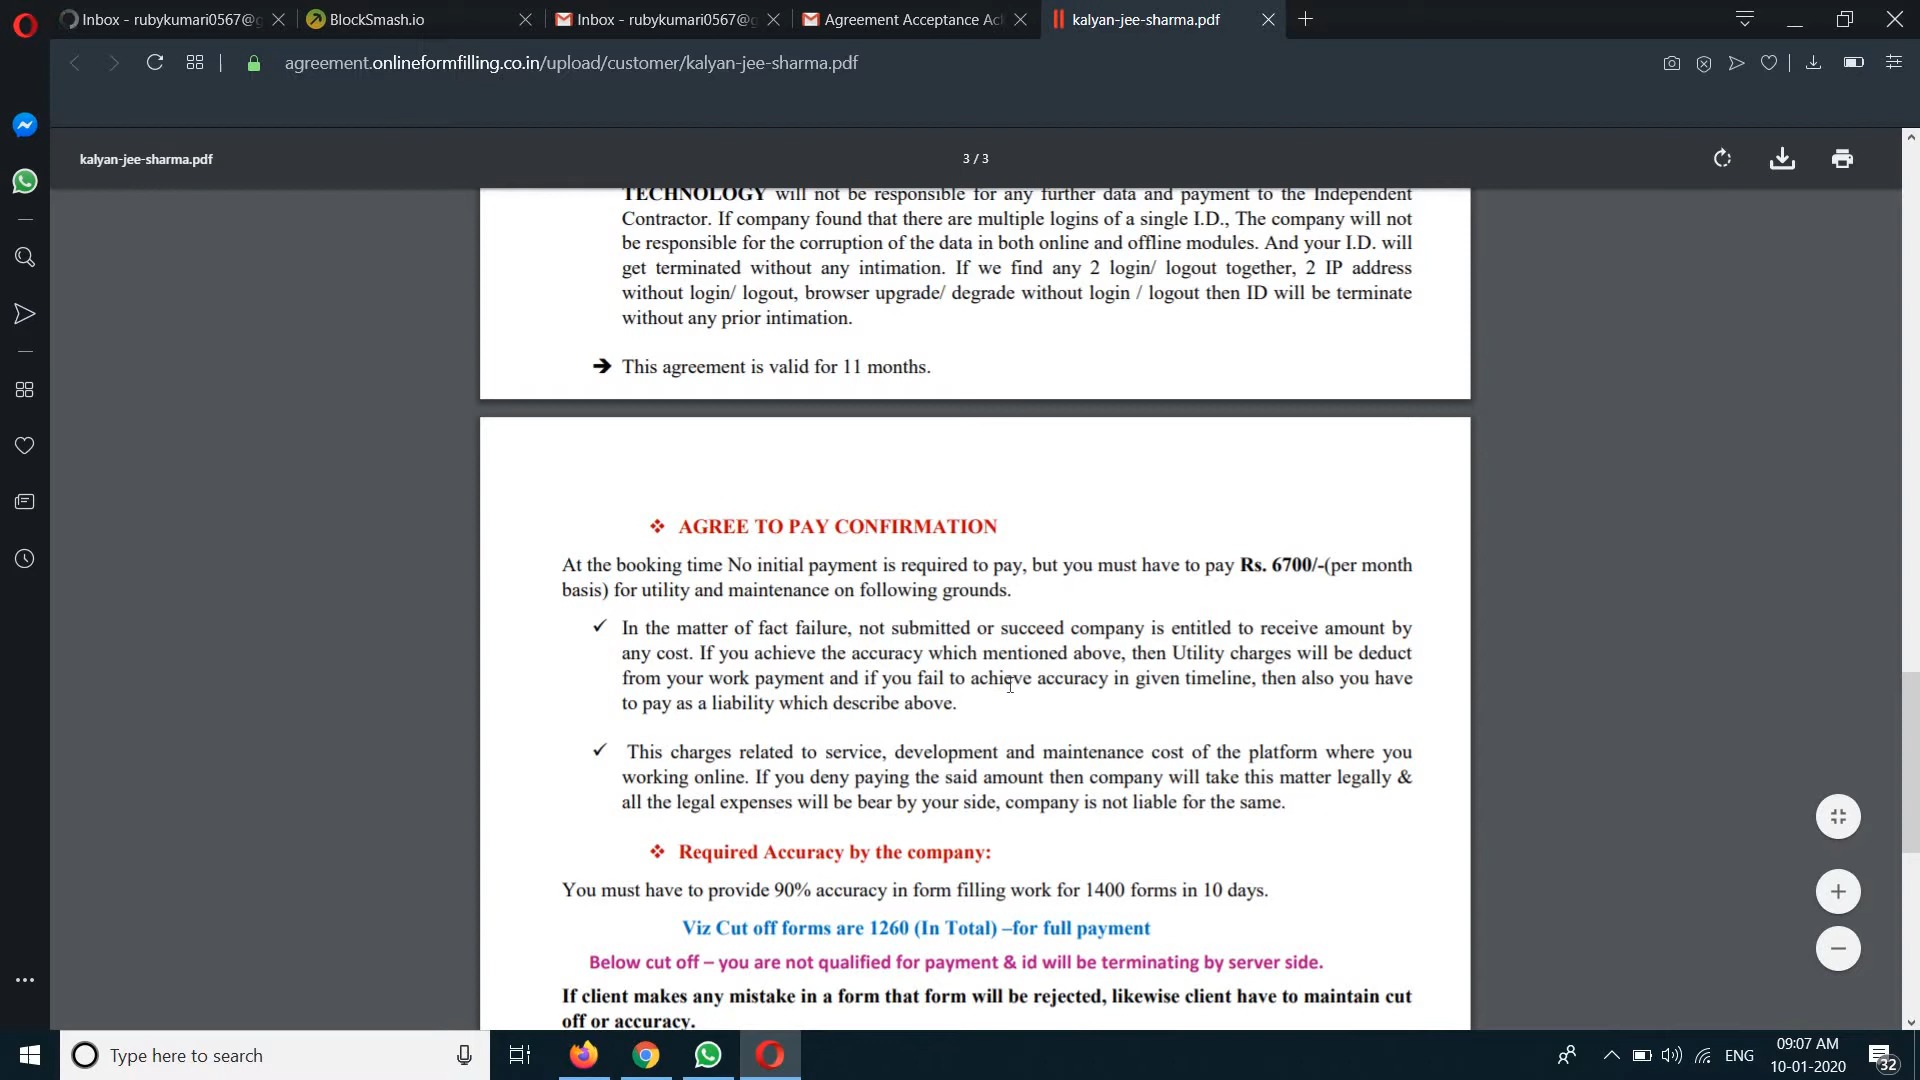 Inbox - rubykumari0567@g
BlockSmash.io
Inbox - rubykumari0567@g
Agreement Acceptance Ac
kalyan-jee-sharma.pdf
agreement.onlineformfilling.co.in/upload/customer/kalyan-jee-sharma.pdf
kalyan-jee-sharma.pdf
3 / 3
TECHNOLOGY will not be responsible for any further data and payment to the Independent
Contractor. If company found that there are multiple logins of a single I.D., The company will not
be responsible for the corruption of the data in both online and offline modules. And your I.D. will
get terminated without any intimation. If we find any 2 login/ logout together, 2 IP address
without login/ logout, browser upgrade/ degrade without login / logout then ID will be terminate
without any prior intimation.
➔ This agreement is valid for 11 months.
❖ AGREE TO PAY CONFIRMATION
At the booking time No initial payment is required to pay, but you must have to pay Rs. 6700/-(per month
basis) for utility and maintenance on following grounds.
✓ In the matter of fact failure, not submitted or succeed company is entitled to receive amount by
any cost. If you achieve the accuracy which mentioned above, then Utility charges will be deduct
from your work payment and if you fail to achieve accuracy in given timeline, then also you have
to pay as a liability which describe above.
✓ This charges related to service, development and maintenance cost of the platform where you
working online. If you deny paying the said amount then company will take this matter legally &
all the legal expenses will be bear by your side, company is not liable for the same.
❖ Required Accuracy by the company:
You must have to provide 90% accuracy in form filling work for 1400 forms in 10 days.
Viz Cut off forms are 1260 (In Total) –for full payment
Below cut off – you are not qualified for payment & id will be terminating by server side.
If client makes any mistake in a form that form will be rejected, likewise client have to maintain cut
off or accuracy.
Type here to search
ENG
09:07 AM
10-01-2020
32